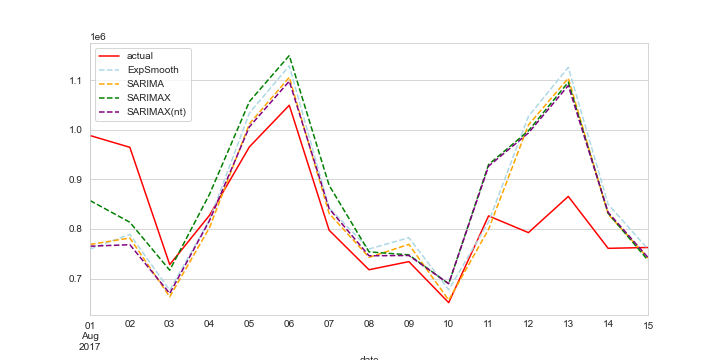 1e6
actual
ExpSmooth
SARIMA
SARIMAX
SARIMAX(nt)
1.1
1.0
0.9
0.8
0.7
01 02 03 04 05 06 07 08 09 10 11 12 13 14 15
Aug
2017
date